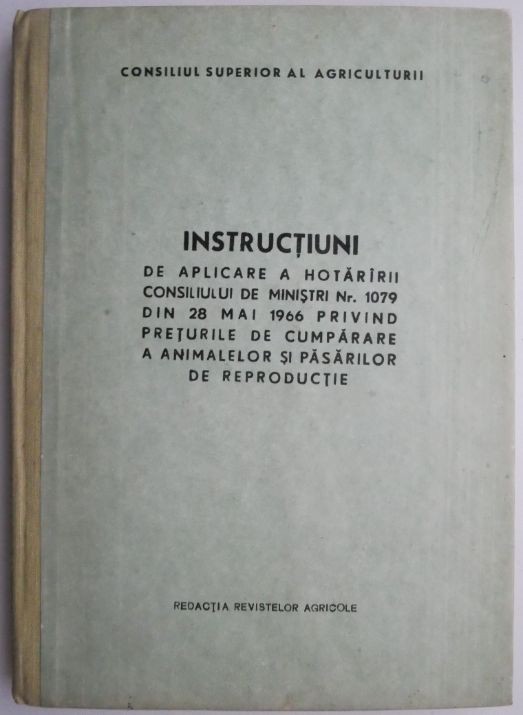 CONSILIUL SUPERIOR AL AGRICULTURII
INSTRUCȚIUNI
DE APLICARE A HOTĂRÎRII
CONSILIULUI DE MINIȘTRI Nr. 1079
DIN 28 MAI 1966 PRIVIND
PREȚURILE DE CUMPĂRARE
A ANIMALELOR ȘI PĂSĂRILOR
DE REPRODUCȚIE
REDACȚIA REVISTELOR AGRICOLE